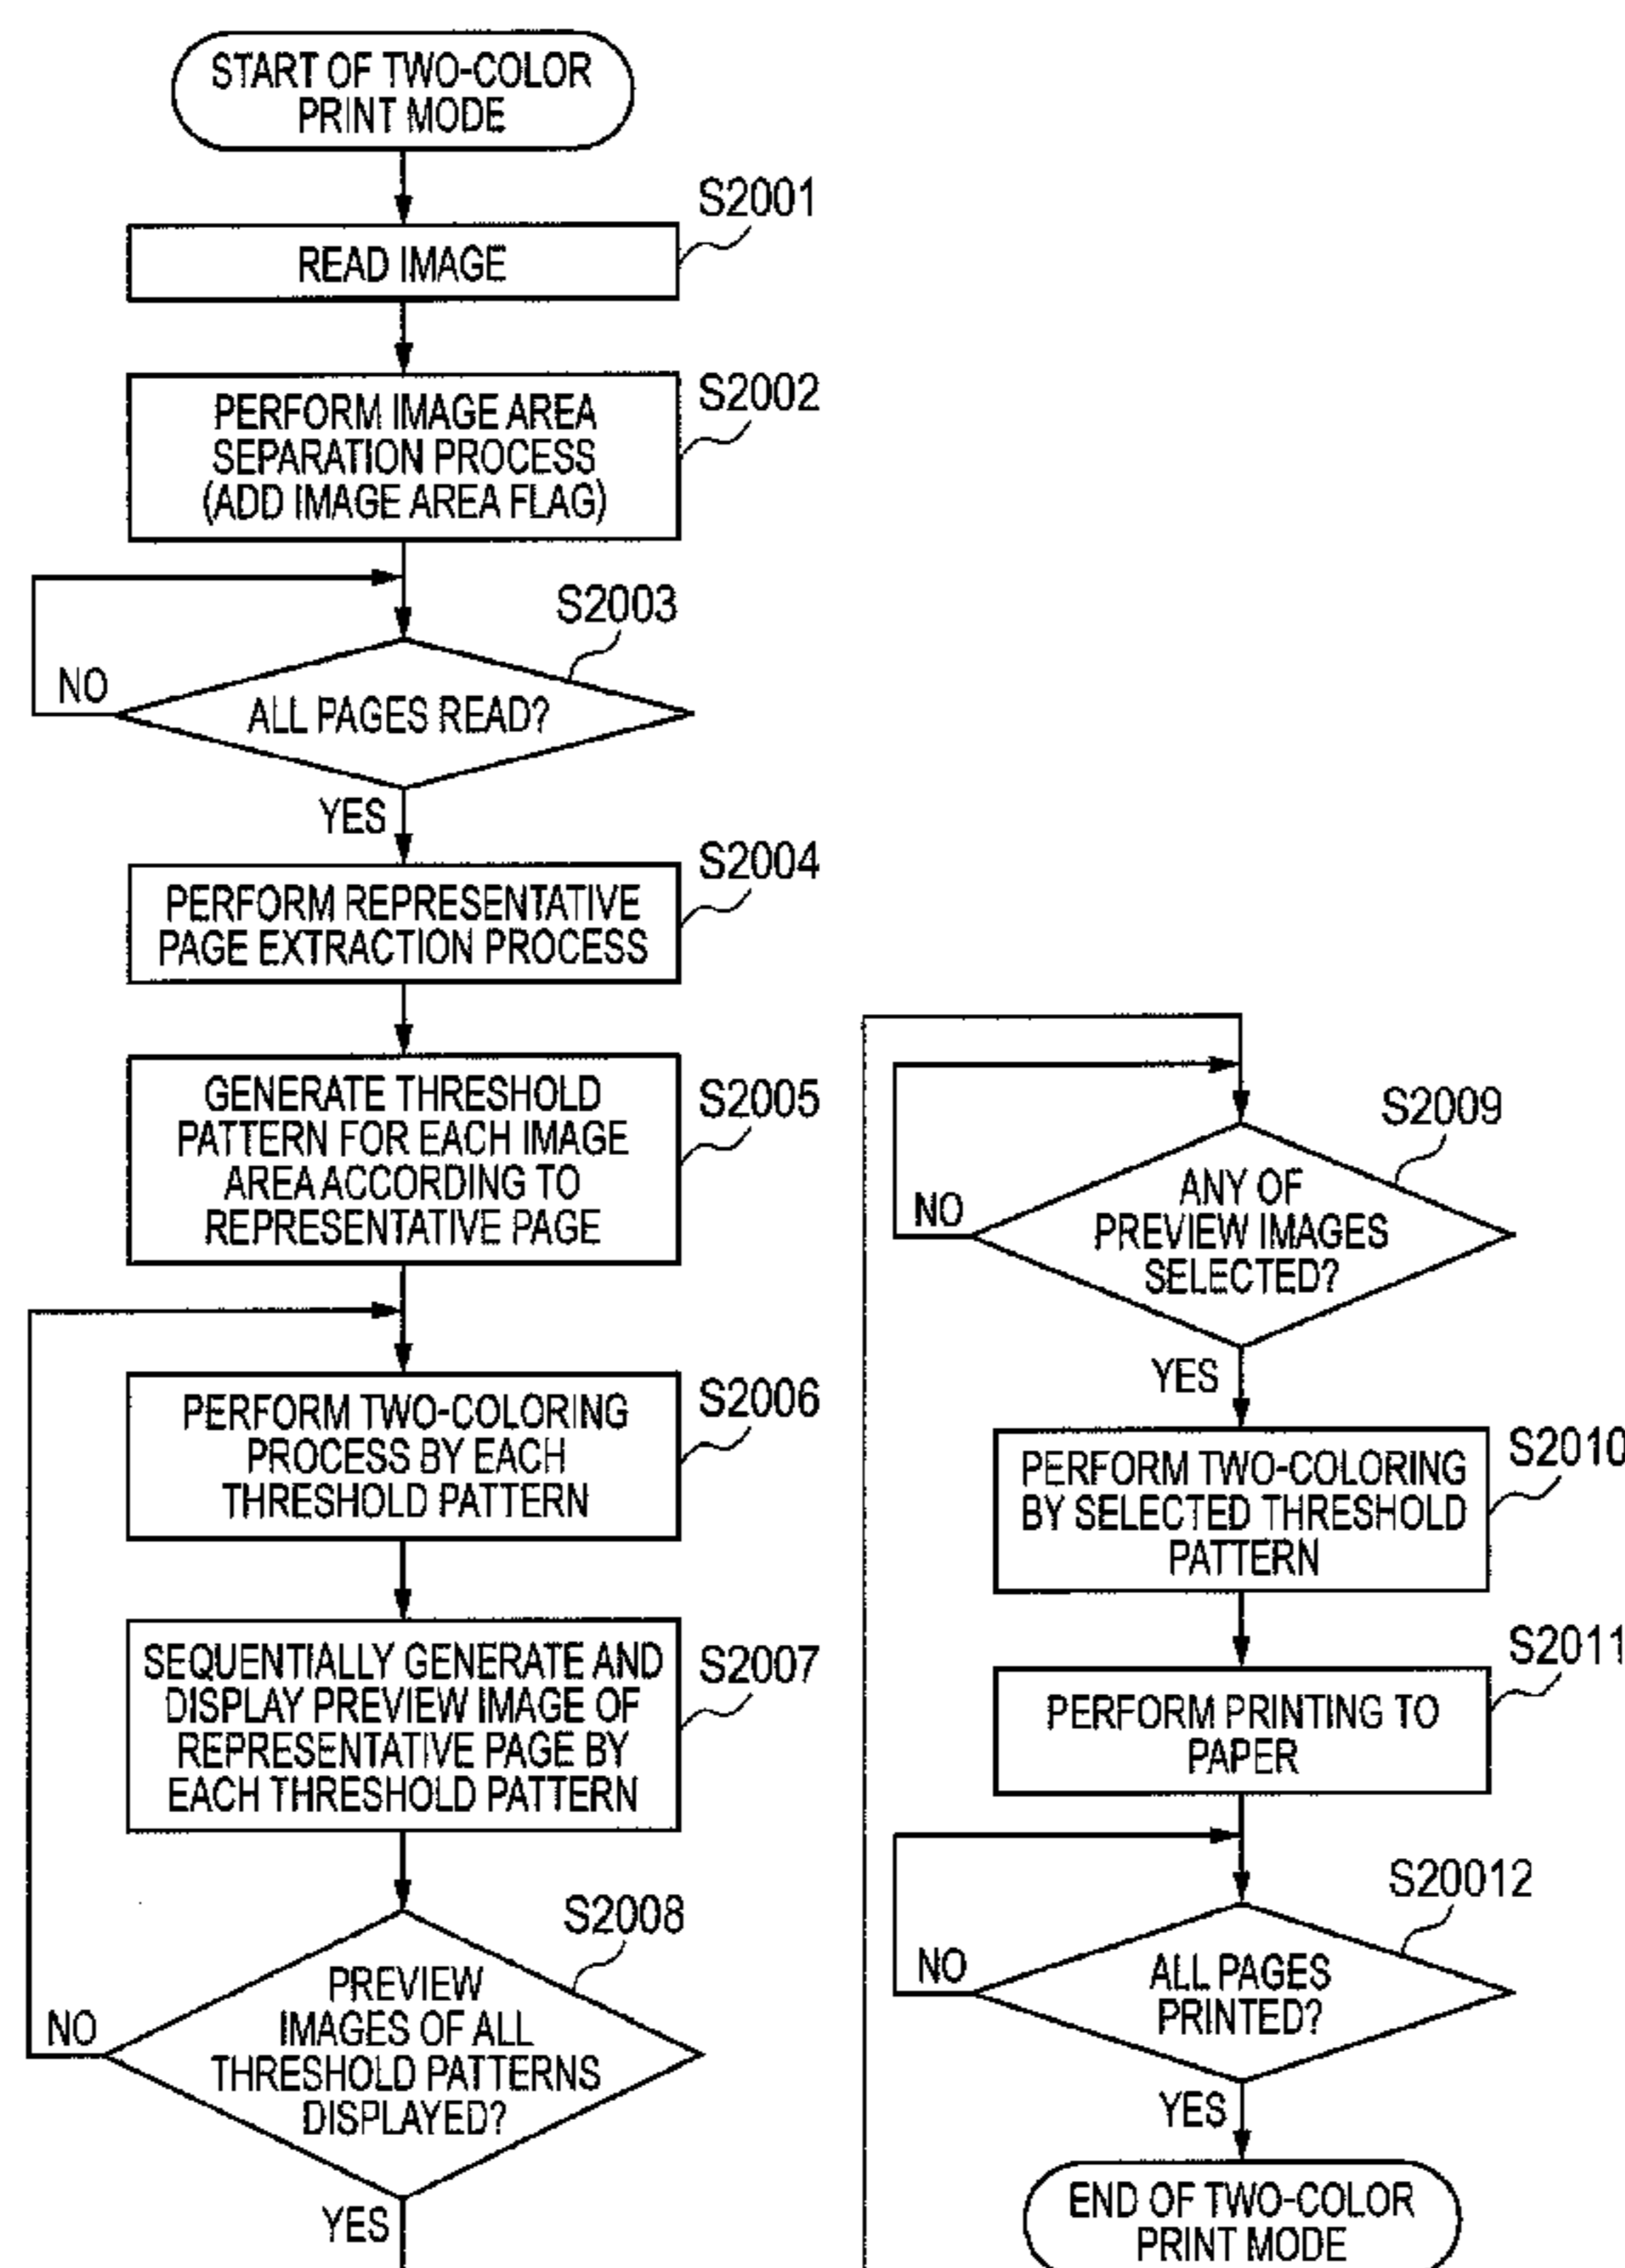 START OF TWO-COLOR
PRINT MODE
S2001
READ IMAGE
S2002
PERFORM IMAGE AREA
SEPARATION PROCESS
(ADD IMAGE AREA FLAG)
S2003
NO
ALL PAGES READ?
YES
S2004
PERFORM REPRESENTATIVE
PAGE EXTRACTION PROCESS
S2005
GENERATE THRESHOLD
PATTERN FOR EACH IMAGE
AREA ACCORDING TO
REPRESENTATIVE PAGE
S2006
PERFORM TWO-COLORING
PROCESS BY EACH
THRESHOLD PATTERN
S2007
SEQUENTIALLY GENERATE AND
DISPLAY PREVIEW IMAGE OF
REPRESENTATIVE PAGE BY
EACH THRESHOLD PATTERN
S2008
NO
PREVIEW
IMAGES OF ALL
THRESHOLD PATTERNS
DISPLAYED?
YES
S2009
NO
ANY OF
PREVIEW IMAGES
SELECTED?
YES
S2010
PERFORM TWO-COLORING
BY SELECTED THRESHOLD
PATTERN
S2011
PERFORM PRINTING TO
PAPER
S20012
NO
ALL PAGES
PRINTED?
YES
END OF TWO-COLOR
PRINT MODE